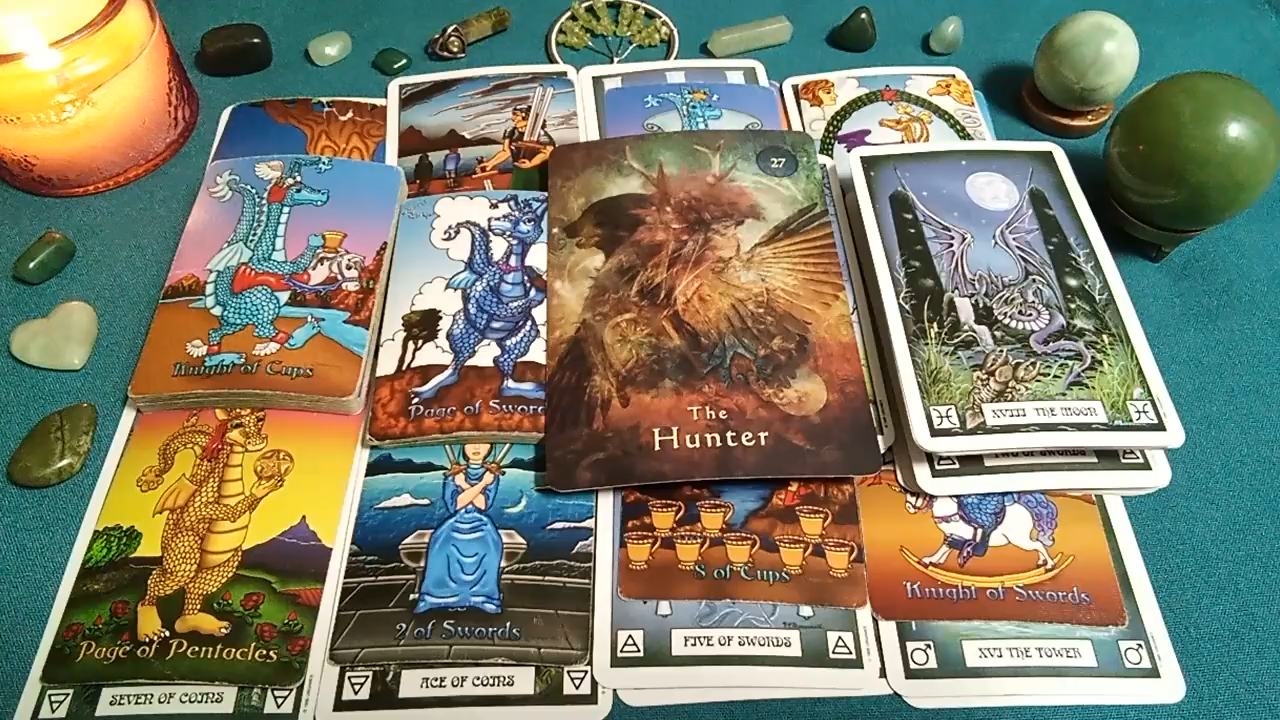 27
The
Hunter
Knight of Cups
Page of Sword
XVIII THE MOON
TWO OF SWORDS
8 of Cups
Knight of Swords
2 of Swords
Page of Pentacles
FIVE OF SWORDS
XVI THE TOWER
ACE OF COINS
SEVEN OF COINS